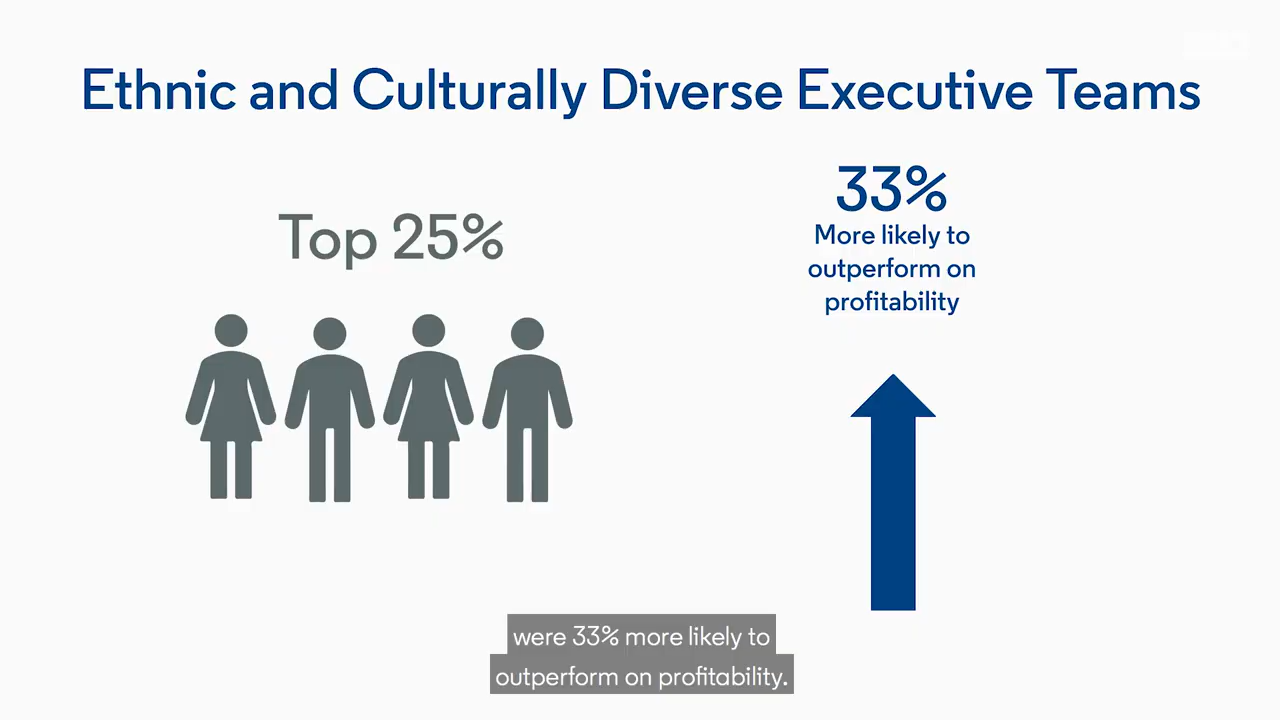 Ethnic and Culturally Diverse Executive Teams
Top 25%
33%
More likely to
outperform on
profitability
were 33% more likely to
outperform on profitability.